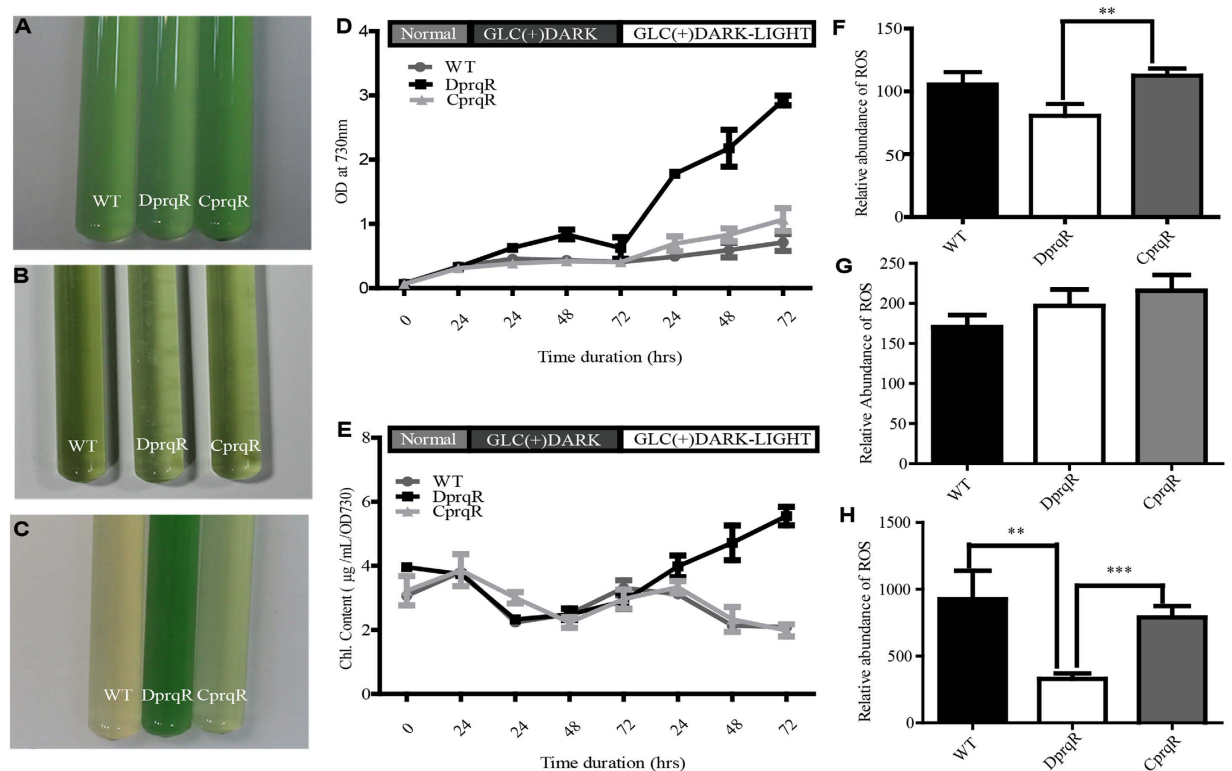 A
WT DprqR CprqR
B
WT DprqR CprqR
C
WT DprqR CprqR
D
Normal GLC(+)DARK GLC(+)DARK-LIGHT
WT
DprqR
CprqR
OD at 730nm
4
3
2
1
0
0 24 24 48 72 24 48 72
Time duration (hrs)
E
Normal GLC(+)DARK GLC(+)DARK-LIGHT
WT
DprqR
CprqR
Chl. Content ( µg /mL/OD730)
8
6
4
2
0
0 24 24 48 72 24 48 72
Time duration (hrs)
F
**
Relative abundance of ROS
150
100
50
0
WT DprqR CprqR
G
Relative Abundance of ROS
250
200
150
100
50
0
WT DprqR CprqR
H
** ***
Relative abundance of ROS
1500
1000
500
0
WT DprqR CprqR